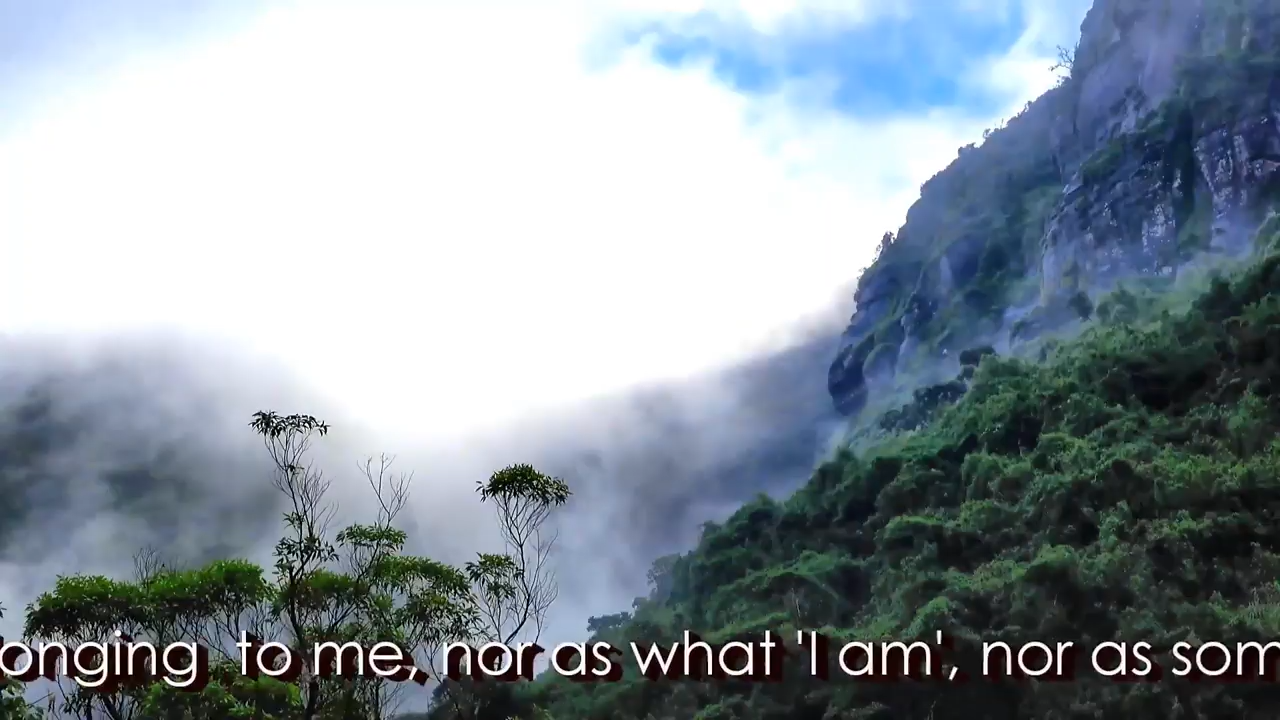 onging to me, nor as what 'I am', nor as som